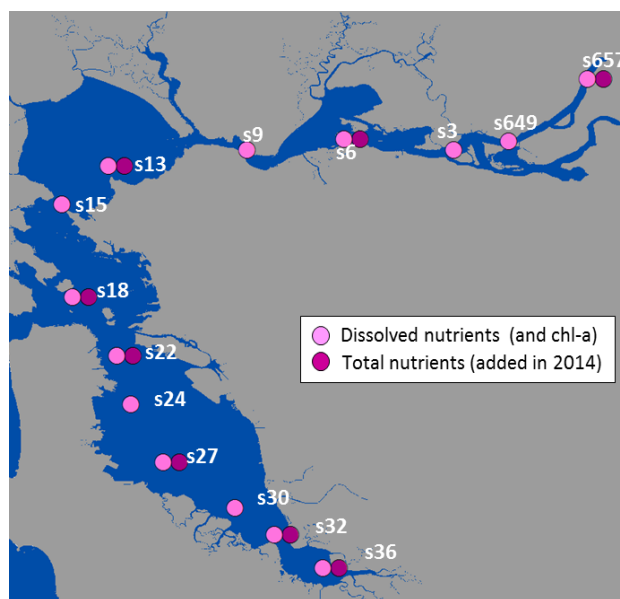 s657
s9
s649
s3
s6
s13
s15
s18
Dissolved nutrients (and chl-a)
Total nutrients (added in 2014)
s22
s24
s27
s30
s32
s36